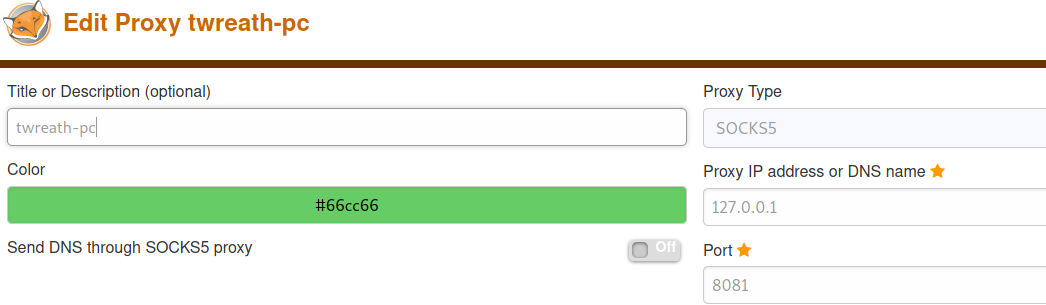 Edit Proxy twreath-pc
Title or Description (optional)
twreath-pc
Color
#66cc66
Send DNS through SOCKS5 proxy
Off
Proxy Type
SOCKS5
Proxy IP address or DNS name
127.0.0.1
Port
8081